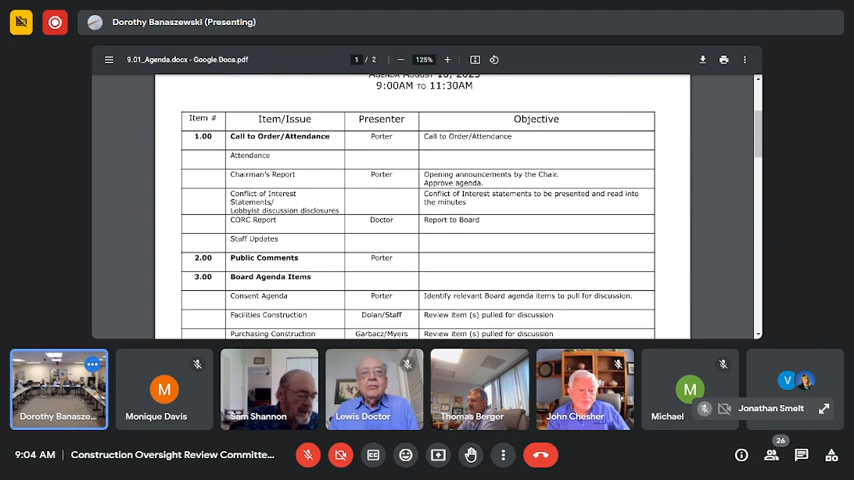 Dorothy Banaszewski (Presenting)
9.01_Agenda.docx - Google Docs.pdf
1 / 2
125%
9:00AM TO 11:30AM
Item # Item/Issue Presenter Objective
1.00 Call to Order/Attendance Porter Call to Order/Attendance
Attendance
Chairman's Report Porter Opening announcements by the Chair.
Approve agenda.
Conflict of Interest Conflict of Interest statements to be presented and read into
Statements/ the minutes
Lobbyist discussion disclosures
CORC Report Doctor Report to Board
Staff Updates
2.00 Public Comments Porter
3.00 Board Agenda Items
Consent Agenda Porter Identify relevant Board agenda items to pull for discussion.
Facilities Construction Dolan/Staff Review item (s) pulled for discussion
Purchasing Construction Garbacz/Myers Review item (s) pulled for discussion
M
M
V
Dorothy Banasze...
Monique Davis
Sam Shannon
Lewis Doctor
Thomas Berger
John Chesher
Michael
Jonathan Smelt
26
9:04 AM | Construction Oversight Review Committe...